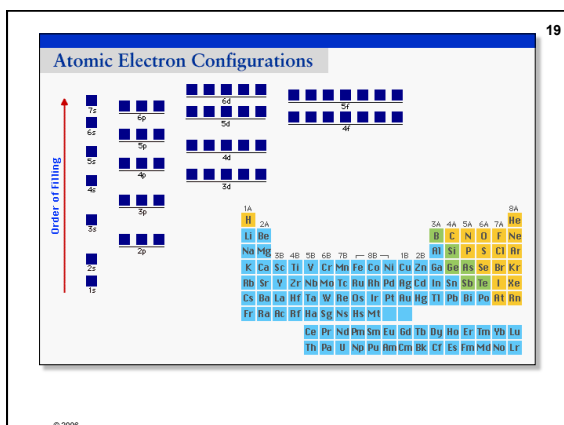 19
Atomic Electron Configurations
7s 6d 5f
6s 6p 5d 4f
5s 5p
4s 4p 4d
3s 3p 3d
2s 2p
1s
Order of Filling
1A 8A
H 2A 3A 4A 5A 6A 7A He
Li Be B C N O F Ne
Na Mg 3B 4B 5B 6B 7B 8B 1B 2B Al Si P S Cl Ar
K Ca Sc Ti V Cr Mn Fe Co Ni Cu Zn Ga Ge As Se Br Kr
Rb Sr Y Zr Nb Mo Tc Ru Rh Pd Ag Cd In Sn Sb Te I Xe
Cs Ba La Hf Ta W Re Os Ir Pt Au Hg Tl Pb Bi Po At Rn
Fr Ra Ac Rf Ha Sg Ns Hs Mt
Ce Pr Nd Pm Sm Eu Gd Tb Dy Ho Er Tm Yb Lu
Th Pa U Np Pu Am Cm Bk Cf Es Fm Md No Lr
© 2006